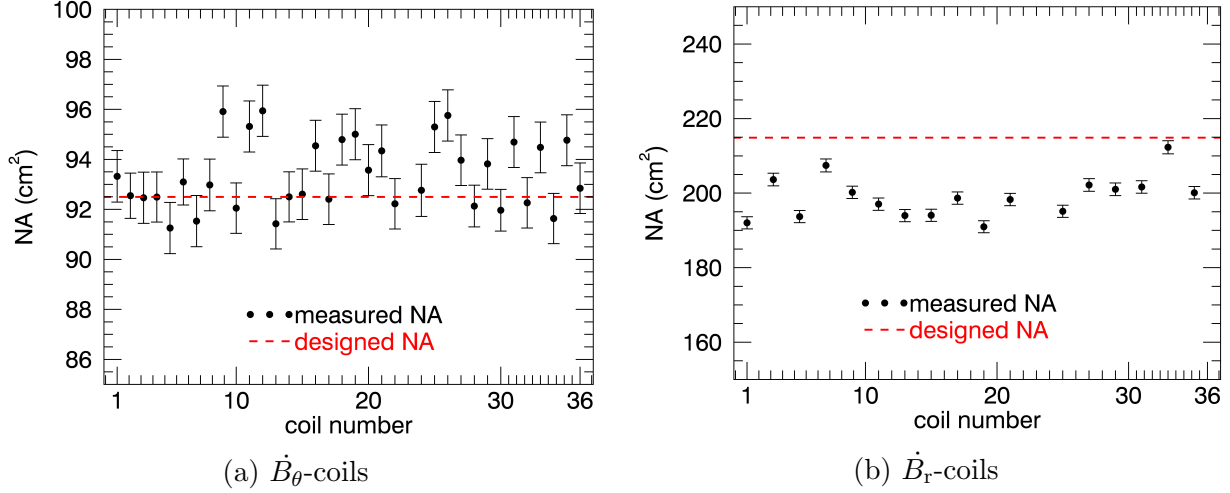 100
98
96
94
92
90
88
86
NA (cm²)
measured NA
designed NA
1 10 20 30 36
coil number
(a) Ḃθ-coils
240
220
200
180
160
NA (cm²)
measured NA
designed NA
1 10 20 30 36
coil number
(b) Ḃr-coils